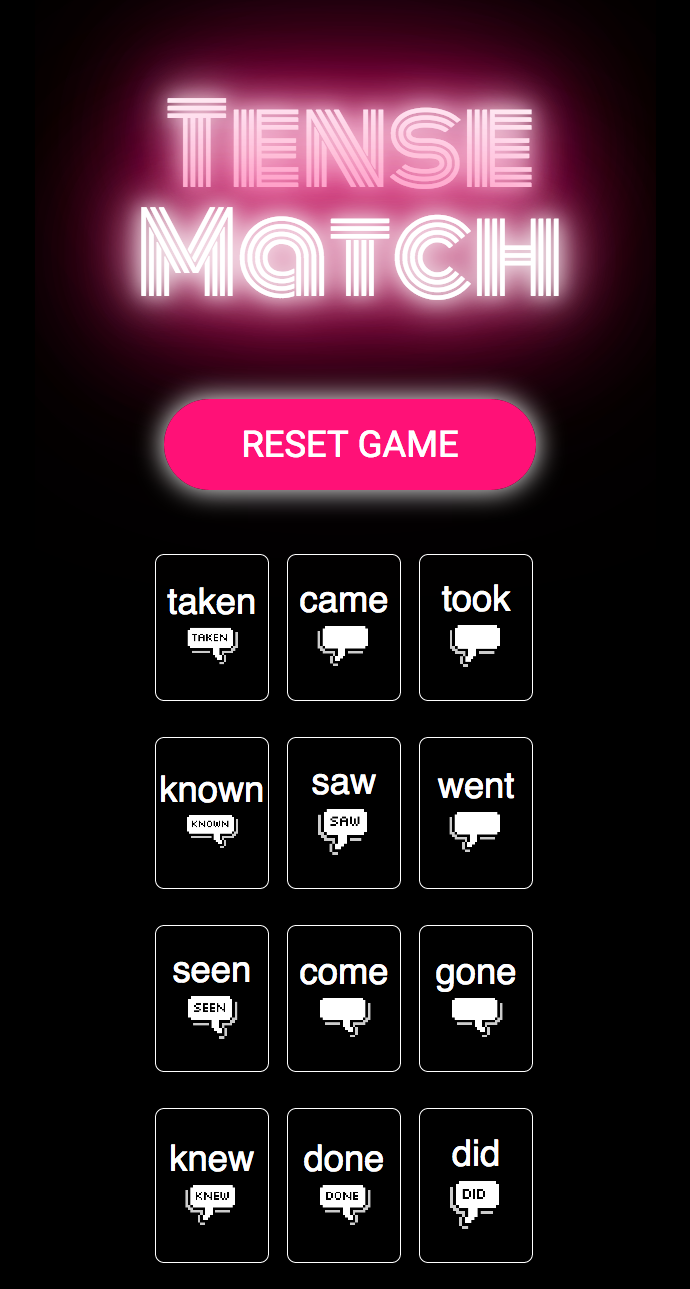 Tense
Match
RESET GAME
taken came took
TAKEN
known saw went
KNOWN SAW
seen come gone
SEEN
knew done did
KNEW DONE DID